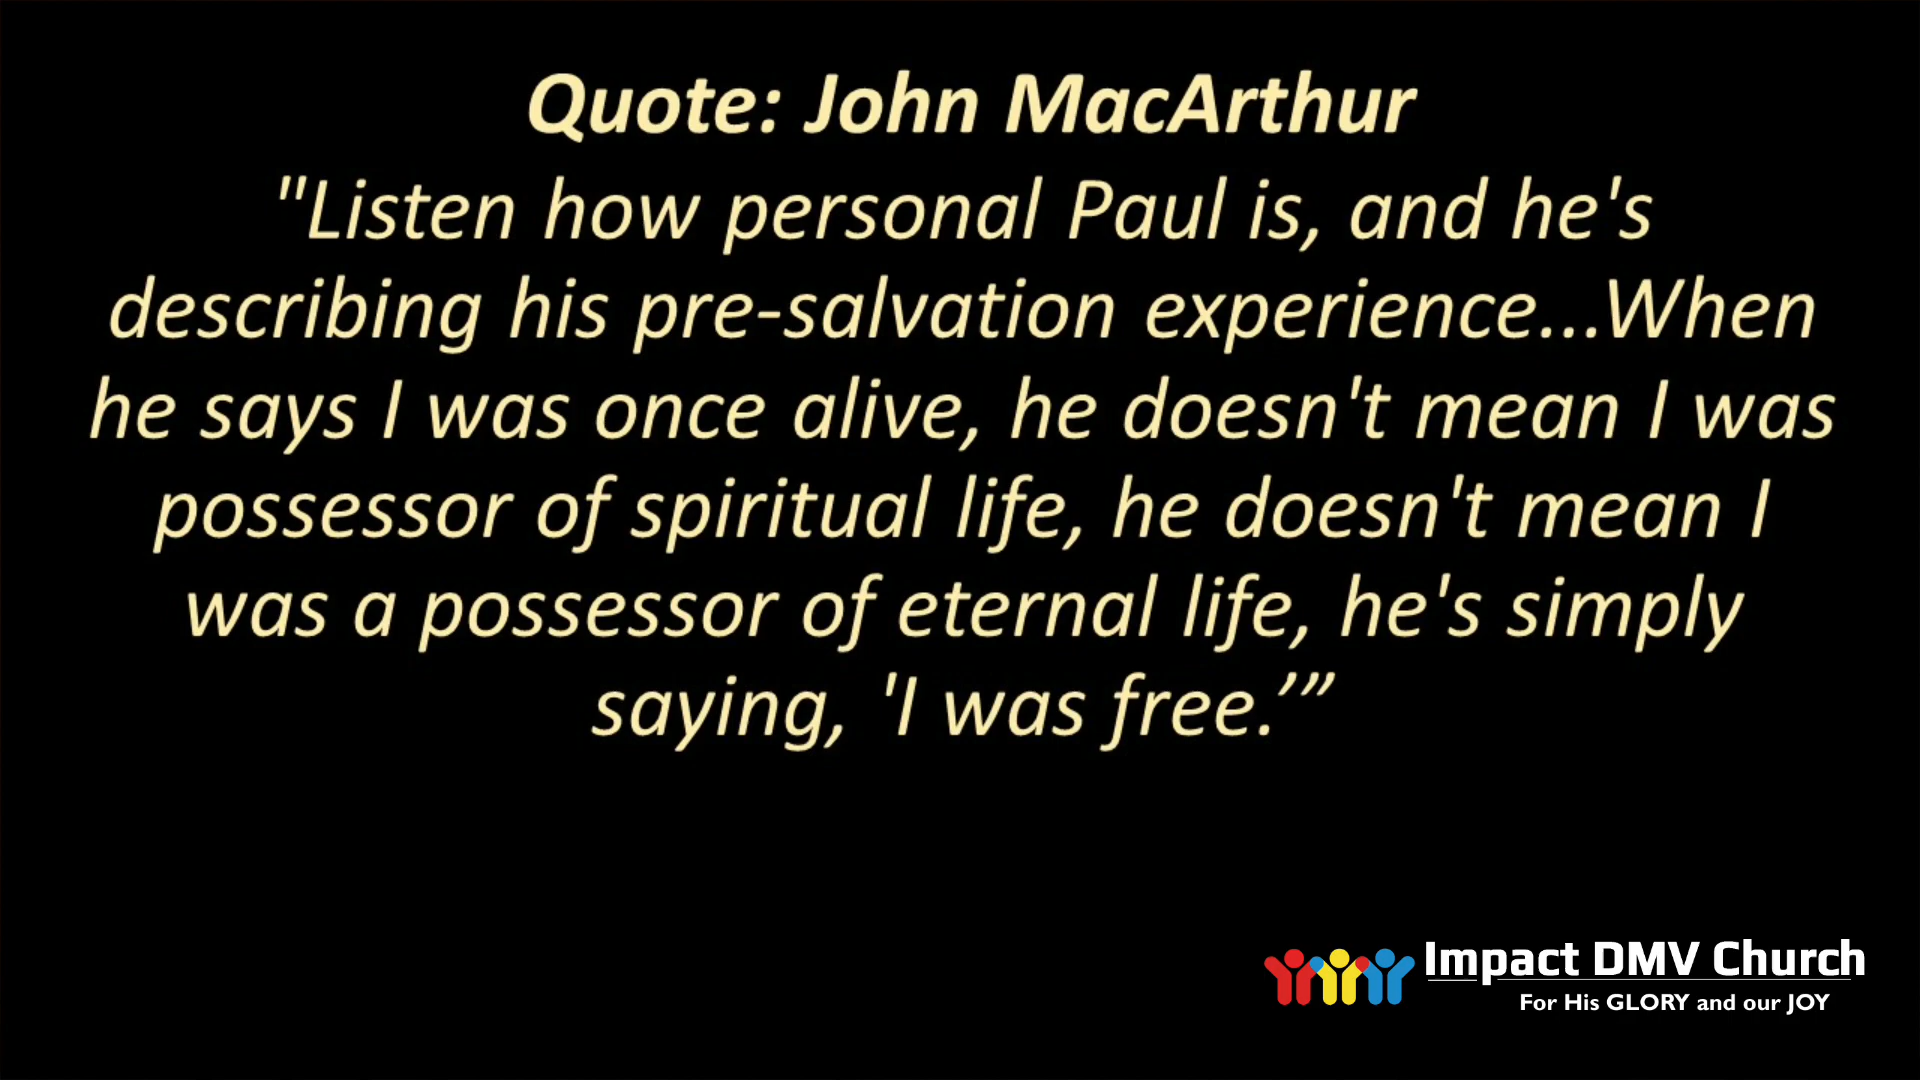 Quote: John MacArthur
"Listen how personal Paul is, and he's
describing his pre-salvation experience...When
he says I was once alive, he doesn't mean I was
possessor of spiritual life, he doesn't mean I
was a possessor of eternal life, he's simply
saying, 'I was free.’”
Impact DMV Church
For His GLORY and our JOY